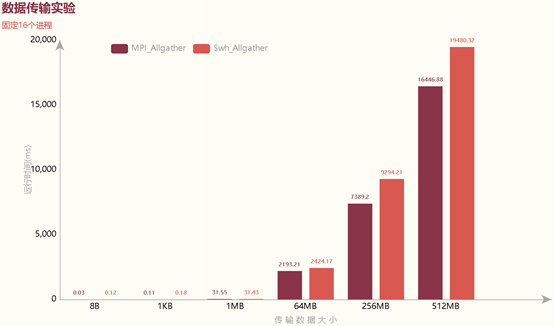 数据传输实验
固定16个进程
MPI_Allgather
Swh_Allgather
运行时间(ms)
20,000
15,000
10,000
5,000
0
0.03
0.12
0.11
0.18
31.55
31.43
2193.21
2424.17
7389.2
9294.21
16446.88
19480.32
8B
1KB
1MB
64MB
256MB
512MB
传输数据大小